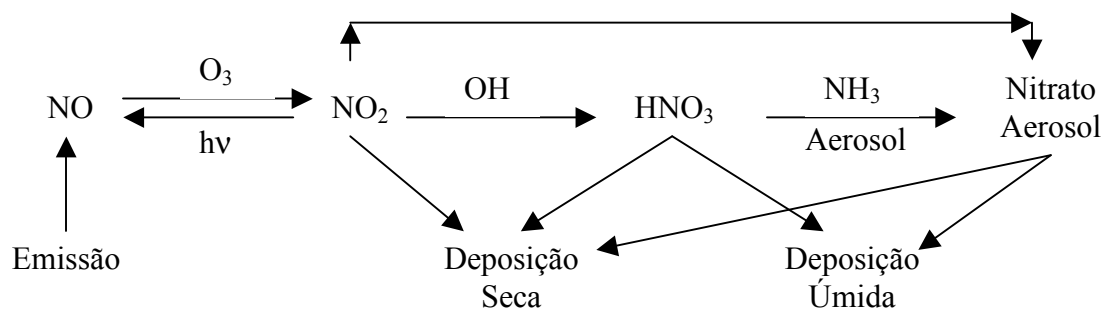 O₃
OH
NH₃
Nitrato
NO
NO₂
HNO₃
Aerosol
Aerosol
hν
Emissão
Deposição
Deposição
Seca
Úmida